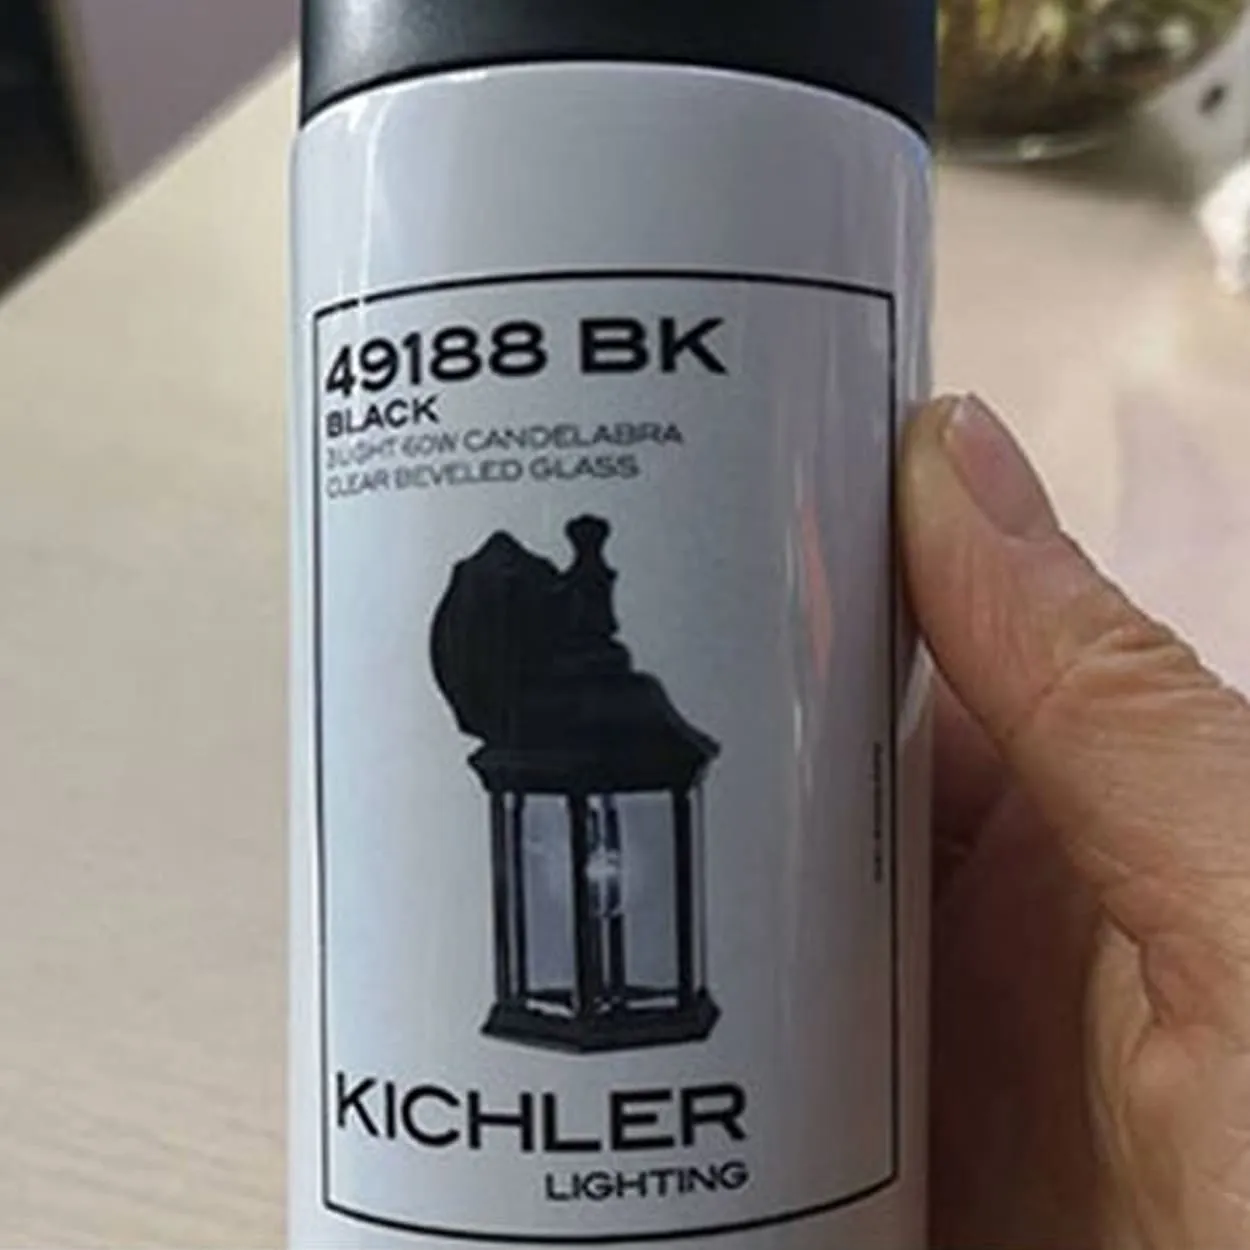 49188 BK
BLACK
3 LIGHT 60W CANDELABRA
CLEAR BEVELED GLASS
KICHLER
LIGHTING